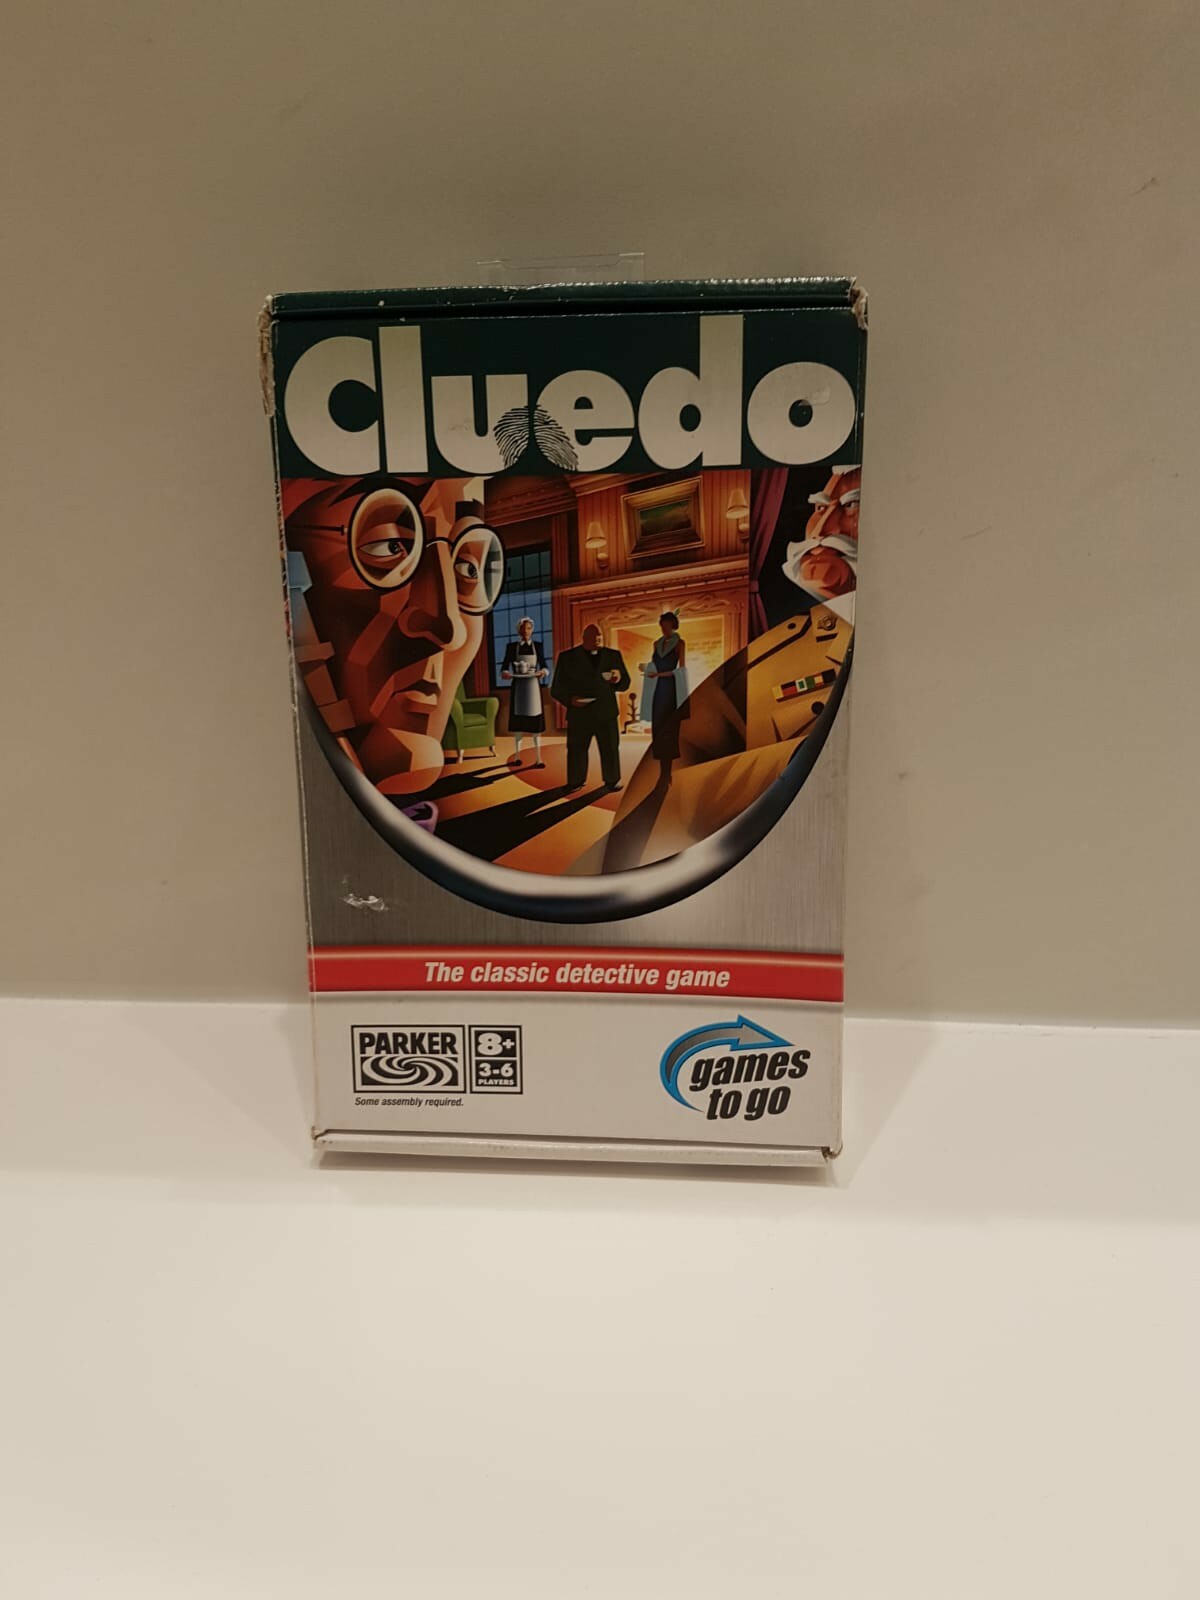 Cluedo
The classic detective game
PARKER
8+
3-6
PLAYERS
Some assembly required.
games
to go